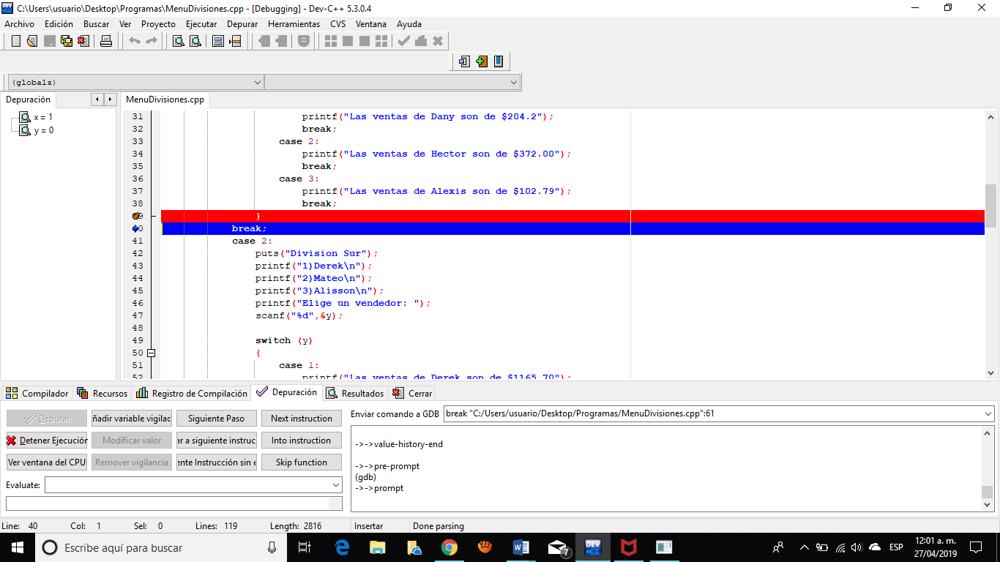 C:\Users\usuario\Desktop\Programas\MenuDivisiones.cpp - [Debugging] - Dev-C++ 5.3.0.4
Archivo Edición Buscar Ver Proyecto Ejecutar Depurar Herramientas CVS Ventana Ayuda
(globals)
Depuración
MenuDivisiones.cpp
x = 1
y = 0
31 printf("Las ventas de Dany son de $204.2");
32 break;
33 case 2:
34 printf("Las ventas de Hector son de $372.00");
35 break;
36 case 3:
37 printf("Las ventas de Alexis son de $102.79");
38 break;
9 }
0 break;
41 case 2:
42 puts("Division Sur");
43 printf("1)Derek\n");
44 printf("2)Mateo\n");
45 printf("3)Alisson\n");
46 printf("Elige un vendedor: ");
47 scanf("%d",&y);
48
49 switch (y)
50 {
51 case 1:
52 printf("Las ventas de Derek son de $1165.70");
Compilador Recursos Registro de Compilación Depuración Resultados Cerrar
Depurar
ñadir variable vigilac
Siguiente Paso
Next instruction
Detener Ejecución
Modificar valor
ar a siguiente instruc
Into instruction
Ver ventana del CPU
Remover vigilancia
ente Instrucción sin e
Skip function
Evaluate:
Enviar comando a GDB break "C:/Users/usuario/Desktop/Programas/MenuDivisiones.cpp":61
->->value-history-end
->->pre-prompt
(gdb)
->->prompt
Line: 40 Col: 1 Sel: 0 Lines: 119 Length: 2816 Insertar Done parsing
Escribe aquí para buscar
7
DEV
ESP
12:01 a. m.
27/04/2019